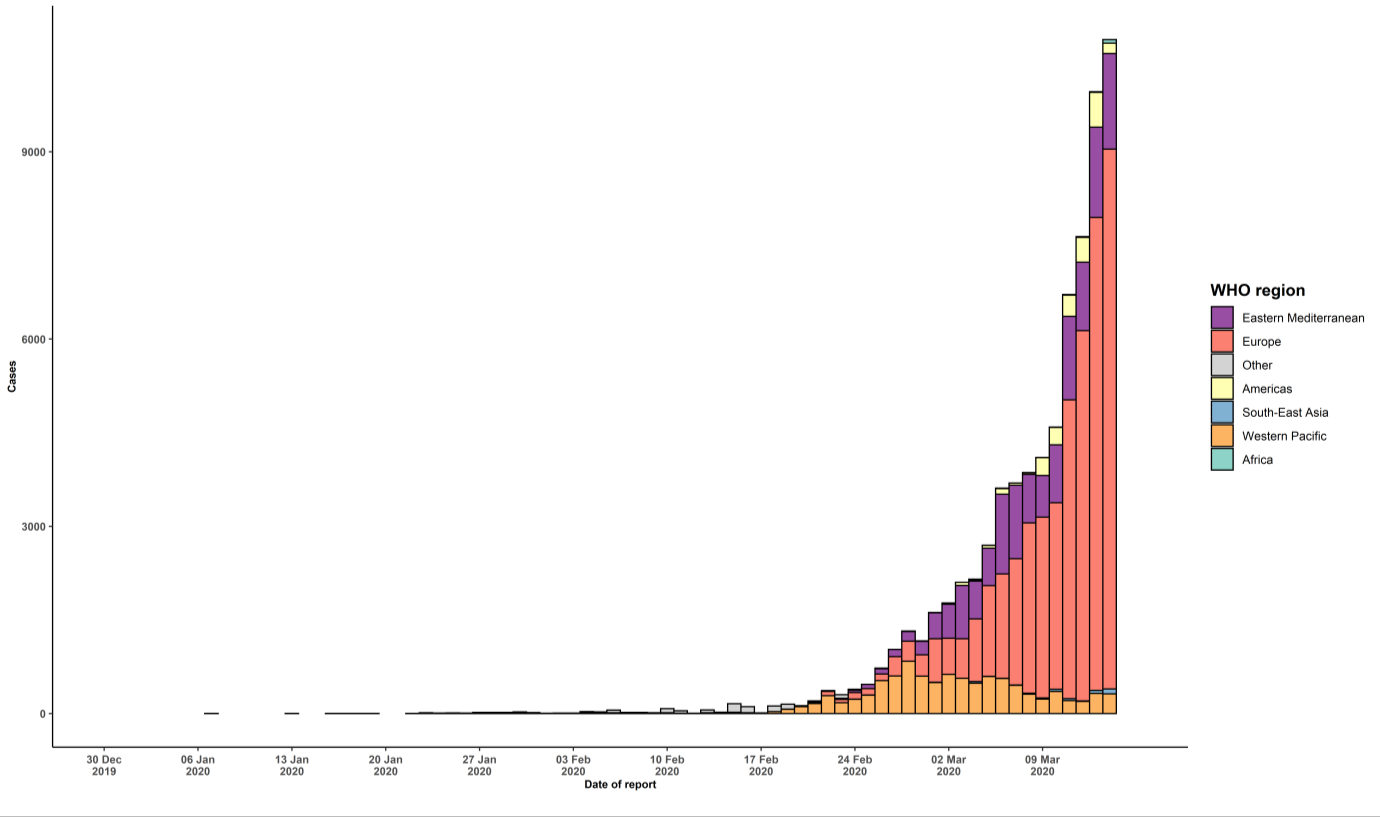 9000
6000
3000
0
Cases
30 Dec
2019
06 Jan
2020
13 Jan
2020
20 Jan
2020
27 Jan
2020
03 Feb
2020
10 Feb
2020
17 Feb
2020
24 Feb
2020
02 Mar
2020
09 Mar
2020
Date of report
WHO region
Eastern Mediterranean
Europe
Other
Americas
South-East Asia
Western Pacific
Africa